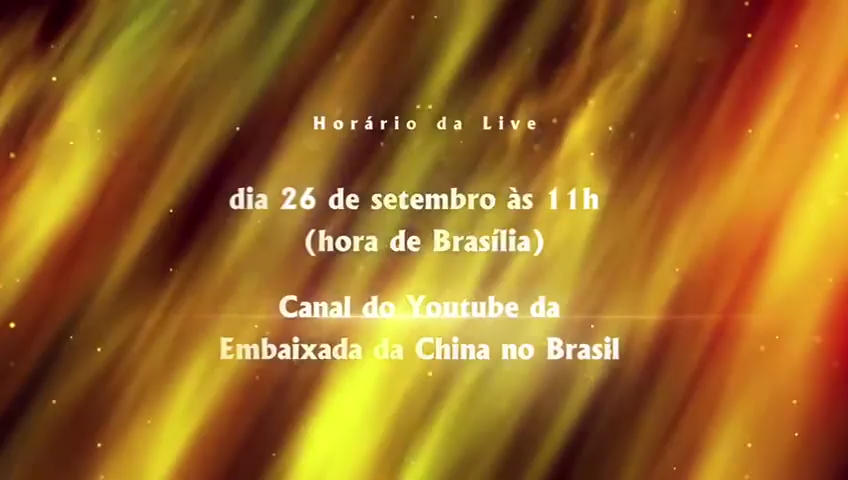 Horário da Live
dia 26 de setembro às 11h
(hora de Brasília)
Canal do Youtube da
Embaixada da China no Brasil